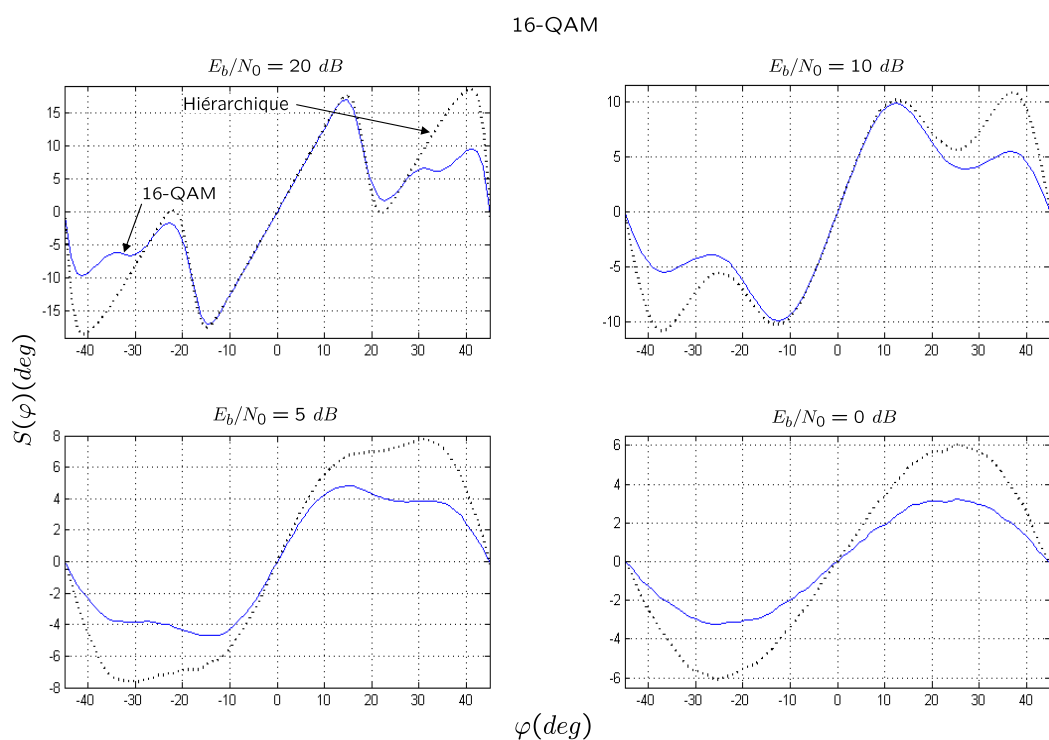 16-QAM
E_b/N_0 = 20 dB
15
10
5
0
-5
-10
-15
Hiérarchique
16-QAM
-40 -30 -20 -10 0 10 20 30 40
E_b/N_0 = 10 dB
10
5
0
-5
-10
-40 -30 -20 -10 0 10 20 30 40
S(φ)(deg)
E_b/N_0 = 5 dB
8
6
4
2
0
-2
-4
-6
8
-40 -30 -20 -10 0 10 20 30 40
E_b/N_0 = 0 dB
6
4
2
0
-2
-4
-6
-40 -30 -20 -10 0 10 20 30 40
φ(deg)